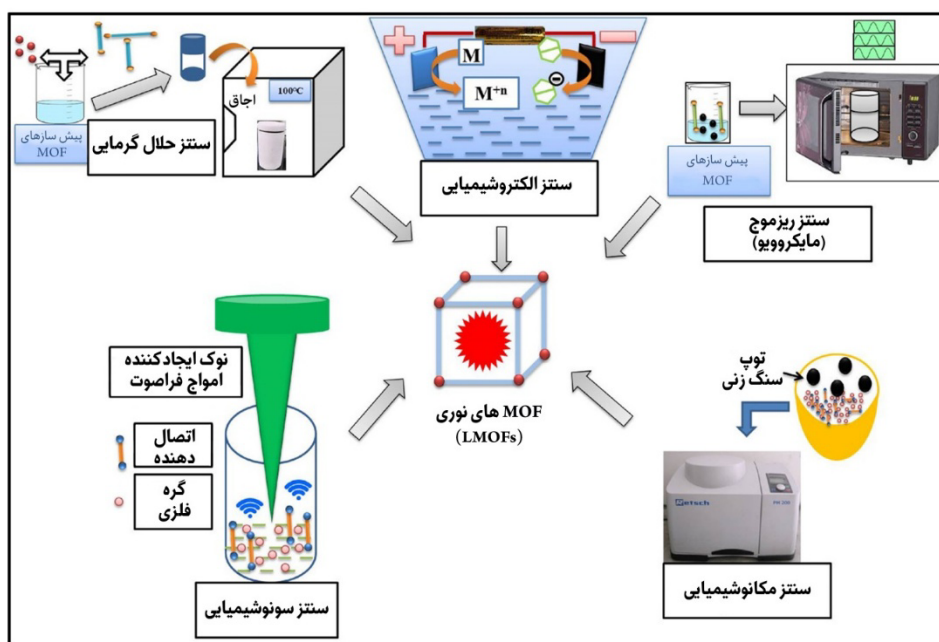 پیش سازهای
MOF
سنتز حلال گرمایی
اجاق
100°C
+
−
M
M+n
سنتز الکتروشیمیایی
پیش سازهای
MOF
سنتز ریزموج
(مایکروویو)
نوک ایجادکننده
امواج فراصوت
اتصال
دهنده
گره
فلزی
سنتز سونوشیمیایی
MOF های نوری
(LMOFs)
توپ
سنگ زنی
Retsch
سنتز مکانوشیمیایی